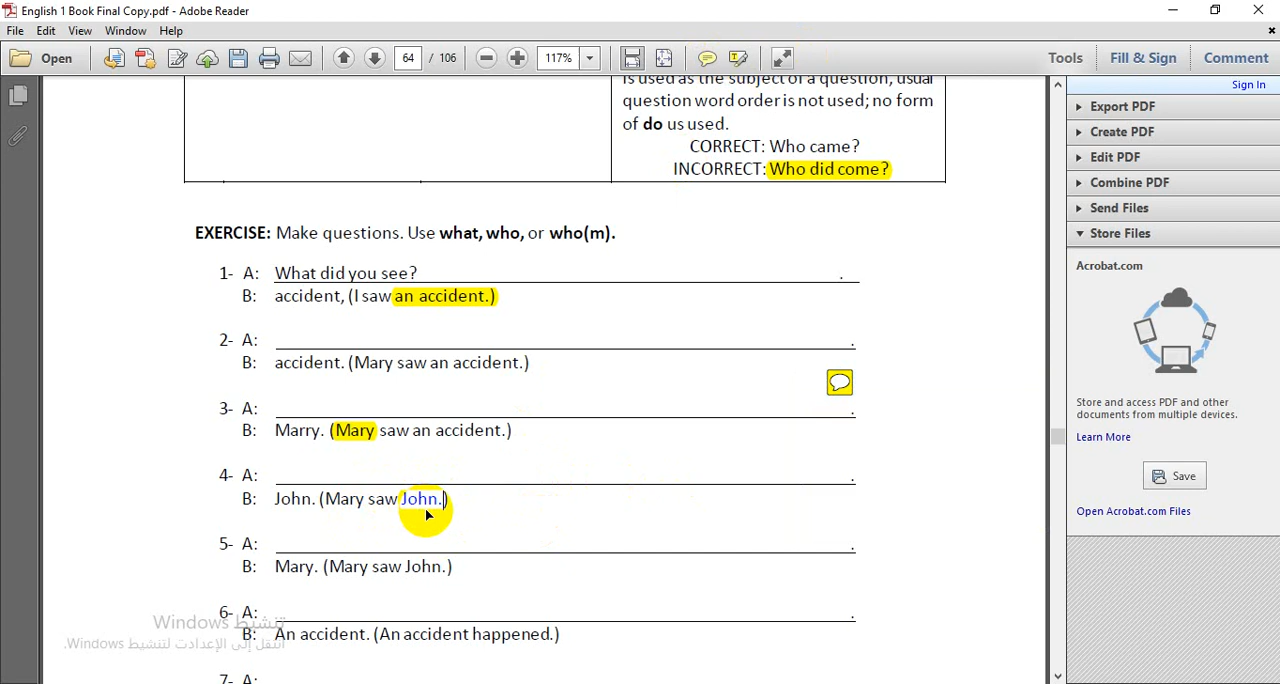 English 1 Book Final Copy.pdf - Adobe Reader
File Edit View Window Help
Open 64 / 106 117% Tools Fill & Sign Comment
Sign In
is used as the subject of a question, usual
question word order is not used; no form
of do us used.
CORRECT: Who came?
INCORRECT: Who did come?
EXERCISE: Make questions. Use what, who, or who(m).
1- A: What did you see? .
B: accident, (I saw an accident.)
2- A: .
B: accident. (Mary saw an accident.)
3- A: .
B: Marry. (Mary saw an accident.)
4- A: .
B: John. (Mary saw John.)
5- A: .
B: Mary. (Mary saw John.)
6- A: .
B: An accident. (An accident happened.)
7- A:
تنشيط Windows
انتقل إلى الإعدادات لتنشيط Windows.
Export PDF
Create PDF
Edit PDF
Combine PDF
Send Files
Store Files
Acrobat.com
Store and access PDF and other
documents from multiple devices.
Learn More
Save
Open Acrobat.com Files